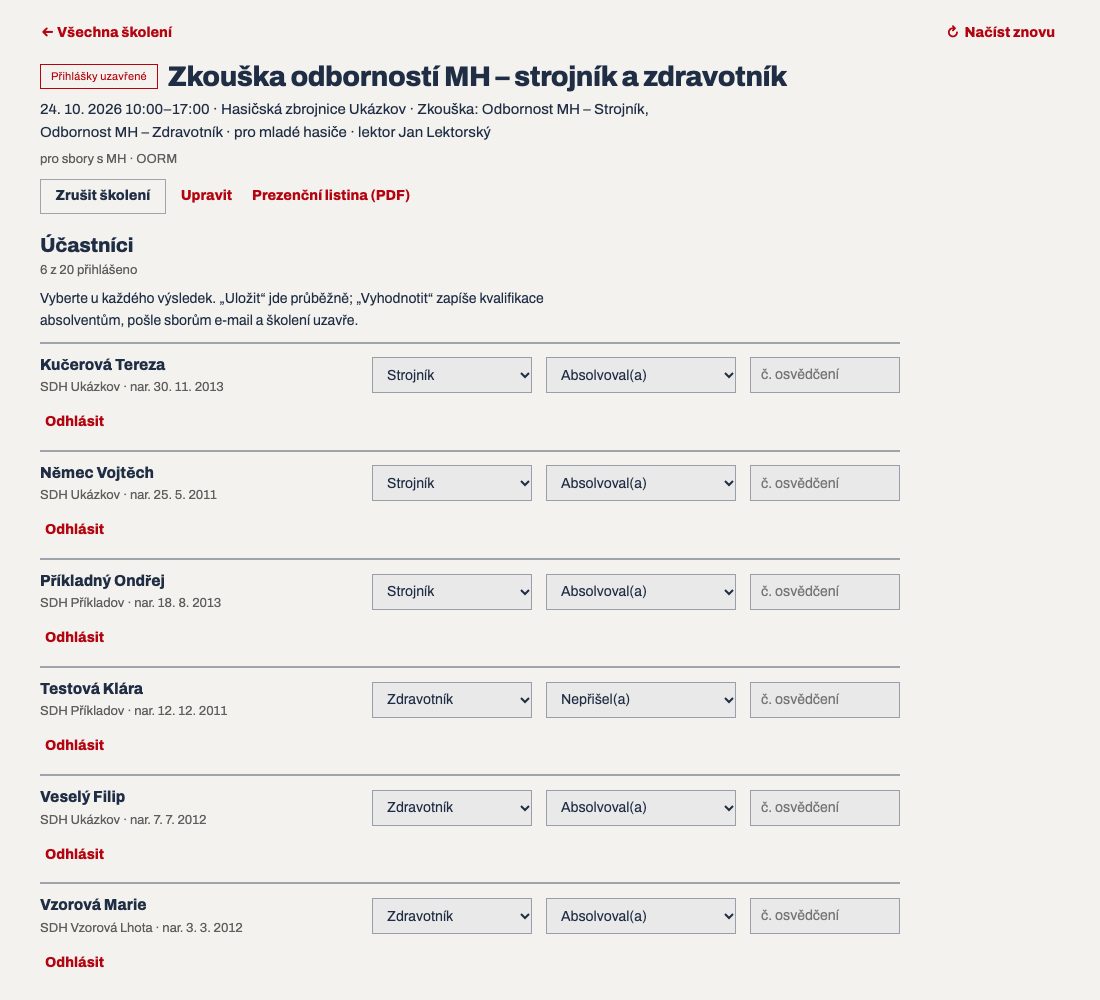 ← Všechna školení
↻ Načíst znovu
Přihlášky uzavřené
Zkouška odborností MH – strojník a zdravotník
24. 10. 2026 10:00–17:00 · Hasičská zbrojnice Ukázkov · Zkouška: Odbornost MH – Strojník,
Odbornost MH – Zdravotník · pro mladé hasiče · lektor Jan Lektorský
pro sbory s MH · OORM
Zrušit školení
Upravit
Prezenční listina (PDF)
Účastníci
6 z 20 přihlášeno
Vyberte u každého výsledek. „Uložit“ jde průběžně; „Vyhodnotit“ zapíše kvalifikace
absolventům, pošle sborům e-mail a školení uzavře.
Kučerová Tereza
SDH Ukázkov · nar. 30. 11. 2013
Strojník
Absolvoval(a)
č. osvědčení
Odhlásit
Němec Vojtěch
SDH Ukázkov · nar. 25. 5. 2011
Strojník
Absolvoval(a)
č. osvědčení
Odhlásit
Příkladný Ondřej
SDH Příkladov · nar. 18. 8. 2013
Strojník
Absolvoval(a)
č. osvědčení
Odhlásit
Testová Klára
SDH Příkladov · nar. 12. 12. 2011
Zdravotník
Nepřišel(a)
č. osvědčení
Odhlásit
Veselý Filip
SDH Ukázkov · nar. 7. 7. 2012
Zdravotník
Absolvoval(a)
č. osvědčení
Odhlásit
Vzorová Marie
SDH Vzorová Lhota · nar. 3. 3. 2012
Zdravotník
Absolvoval(a)
č. osvědčení
Odhlásit